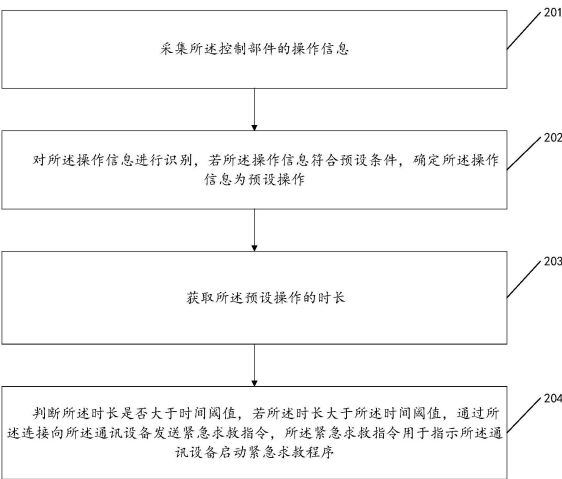 201
采集所述控制部件的操作信息
202
对所述操作信息进行识别，若所述操作信息符合预设条件，确定所述操作
信息为预设操作
203
获取所述预设操作的时长
204
判断所述时长是否大于时间阈值，若所述时长大于所述时间阈值，通过所
述连接向所述通讯设备发送紧急求救指令，所述紧急求救指令用于指示所述通
讯设备启动紧急求救程序